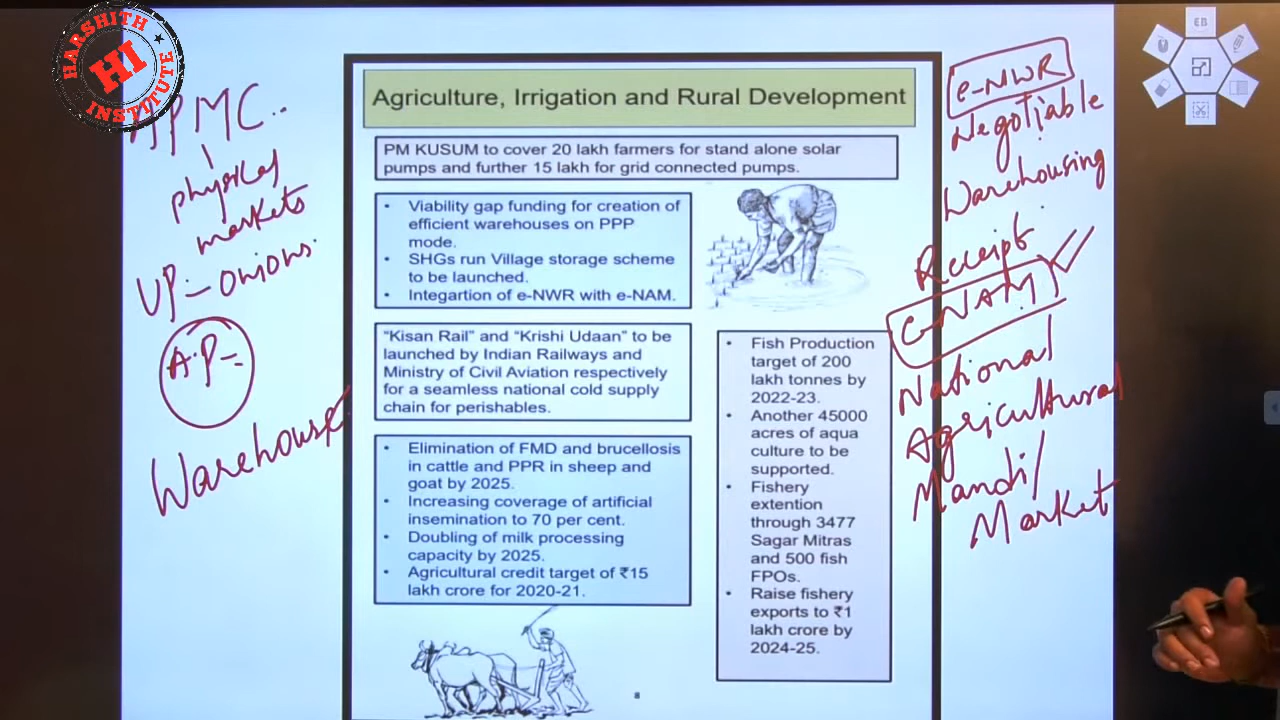 HARSHITH
HI
INSTITUTE
APMC..
physical
markets
UP:- onions.
A.P-
Warehouse
Agriculture, Irrigation and Rural Development
PM KUSUM to cover 20 lakh farmers for stand alone solar
pumps and further 15 lakh for grid connected pumps.
• Viability gap funding for creation of
efficient warehouses on PPP
mode.
• SHGs run Village storage scheme
to be launched.
• Integartion of e-NWR with e-NAM.
“Kisan Rail” and “Krishi Udaan” to be
launched by Indian Railways and
Ministry of Civil Aviation respectively
for a seamless national cold supply
chain for perishables.
• Elimination of FMD and brucellosis
in cattle and PPR in sheep and
goat by 2025.
• Increasing coverage of artificial
insemination to 70 per cent.
• Doubling of milk processing
capacity by 2025.
• Agricultural credit target of ₹15
lakh crore for 2020-21.
• Fish Production
target of 200
lakh tonnes by
2022-23.
• Another 45000
acres of aqua
culture to be
supported.
• Fishery
extention
through 3477
Sagar Mitras
and 500 fish
FPOs.
• Raise fishery
exports to ₹1
lakh crore by
2024-25.
8
e-NWR
Negotiable
Warehousing
Receipt
e-NAM
National
Agricultural
Mandi/
Market
EB